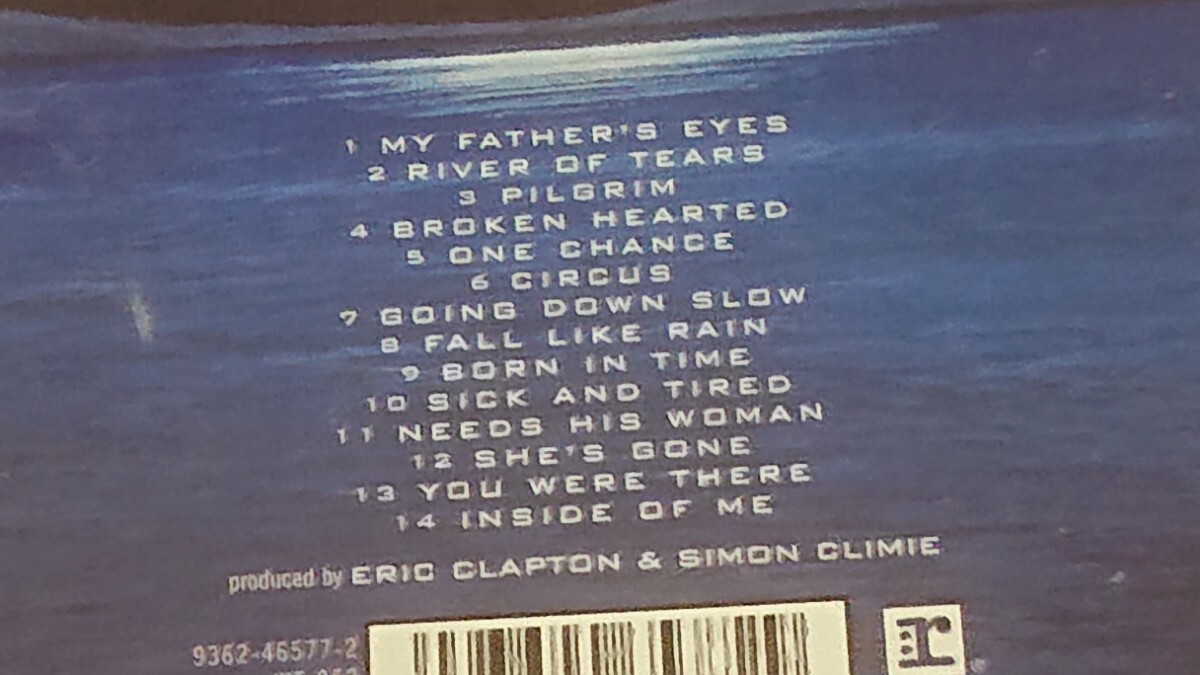 1 MY FATHER'S EYES
2 RIVER OF TEARS
3 PILGRIM
4 BROKEN HEARTED
5 ONE CHANCE
6 CIRCUS
7 GOING DOWN SLOW
8 FALL LIKE RAIN
9 BORN IN TIME
10 SICK AND TIRED
11 NEEDS HIS WOMAN
12 SHE'S GONE
13 YOU WERE THERE
14 INSIDE OF ME
produced by ERIC CLAPTON & SIMON CLIMIE
9362-46577-2